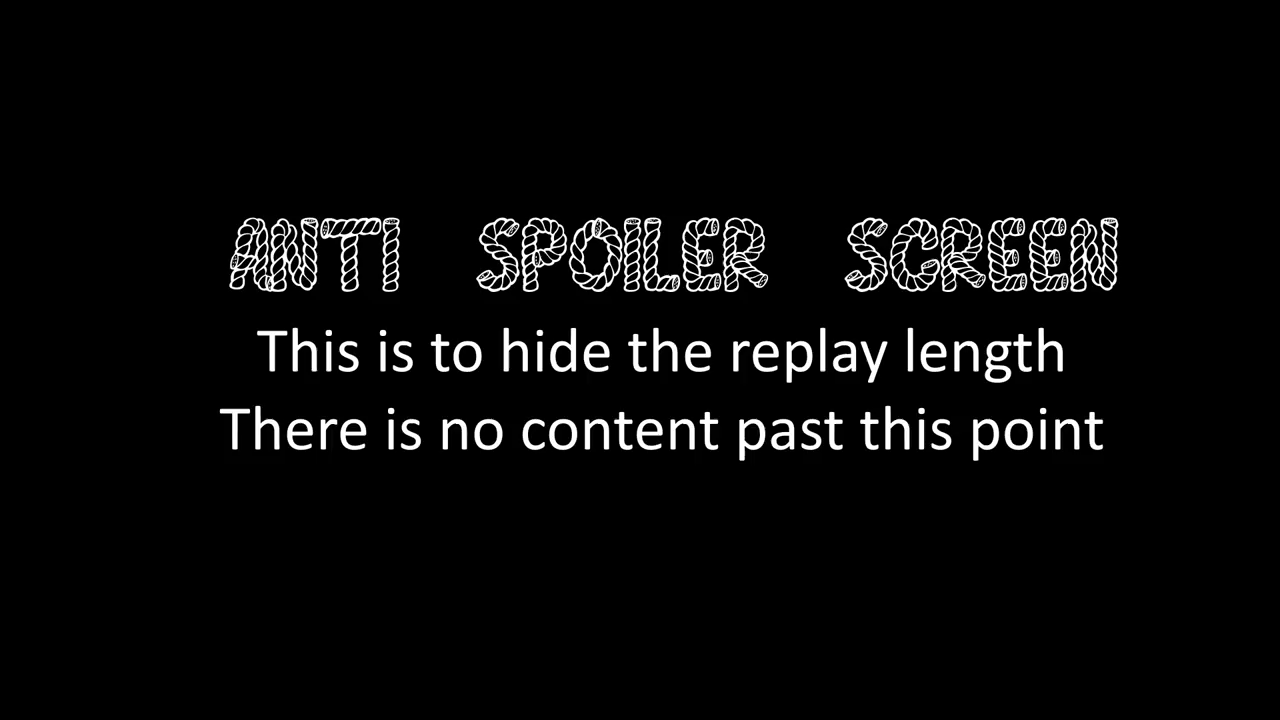 ANTI SPOILER SCREEN
This is to hide the replay length
There is no content past this point